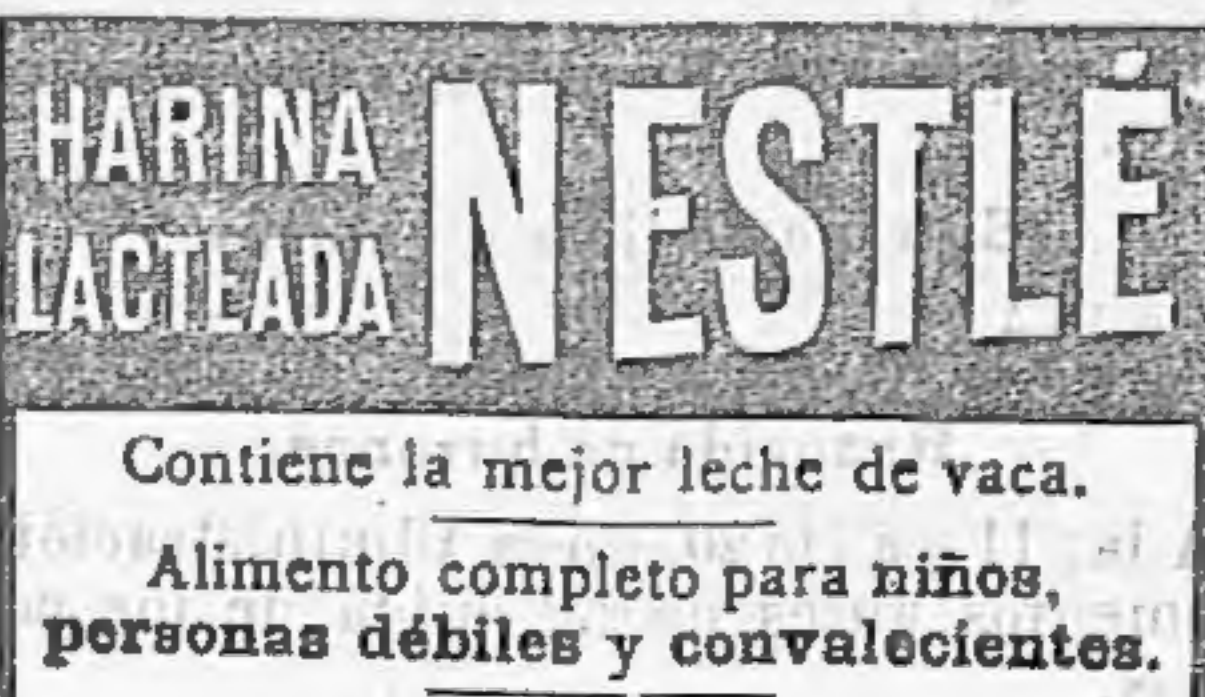 HARINA
LACTEADA
NESTLÉ
Contiene la mejor leche de vaca.
Alimento completo para niños,
personas débiles y convalecientes.